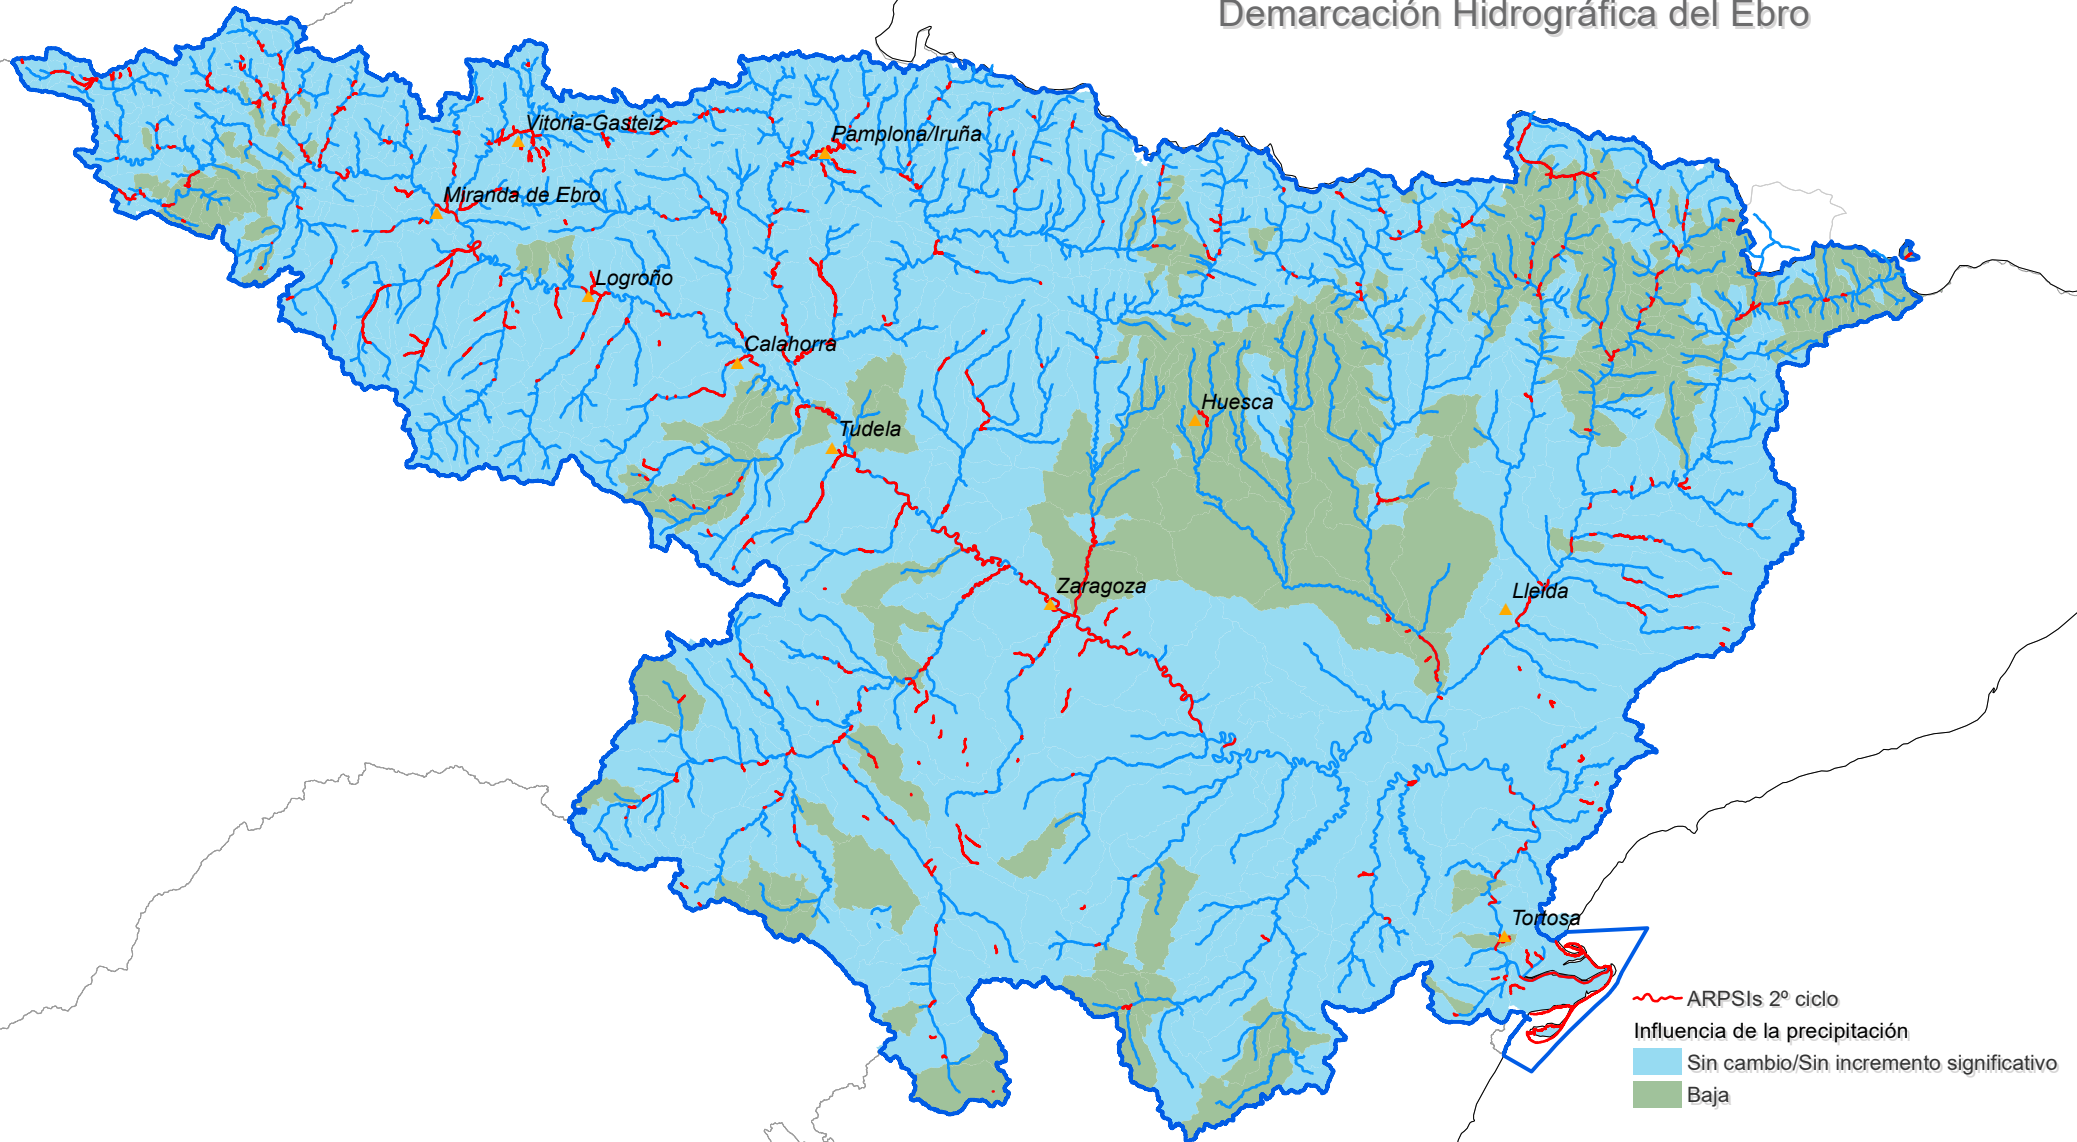 Demarcación Hidrográfica del Ebro
Vitoria-Gasteiz
Pamplona/Iruña
Miranda de Ebro
Logroño
Calahorra
Huesca
Tudela
Zaragoza
Lleida
Tortosa
ARPSIs 2º ciclo
Influencia de la precipitación
Sin cambio/Sin incremento significativo
Baja